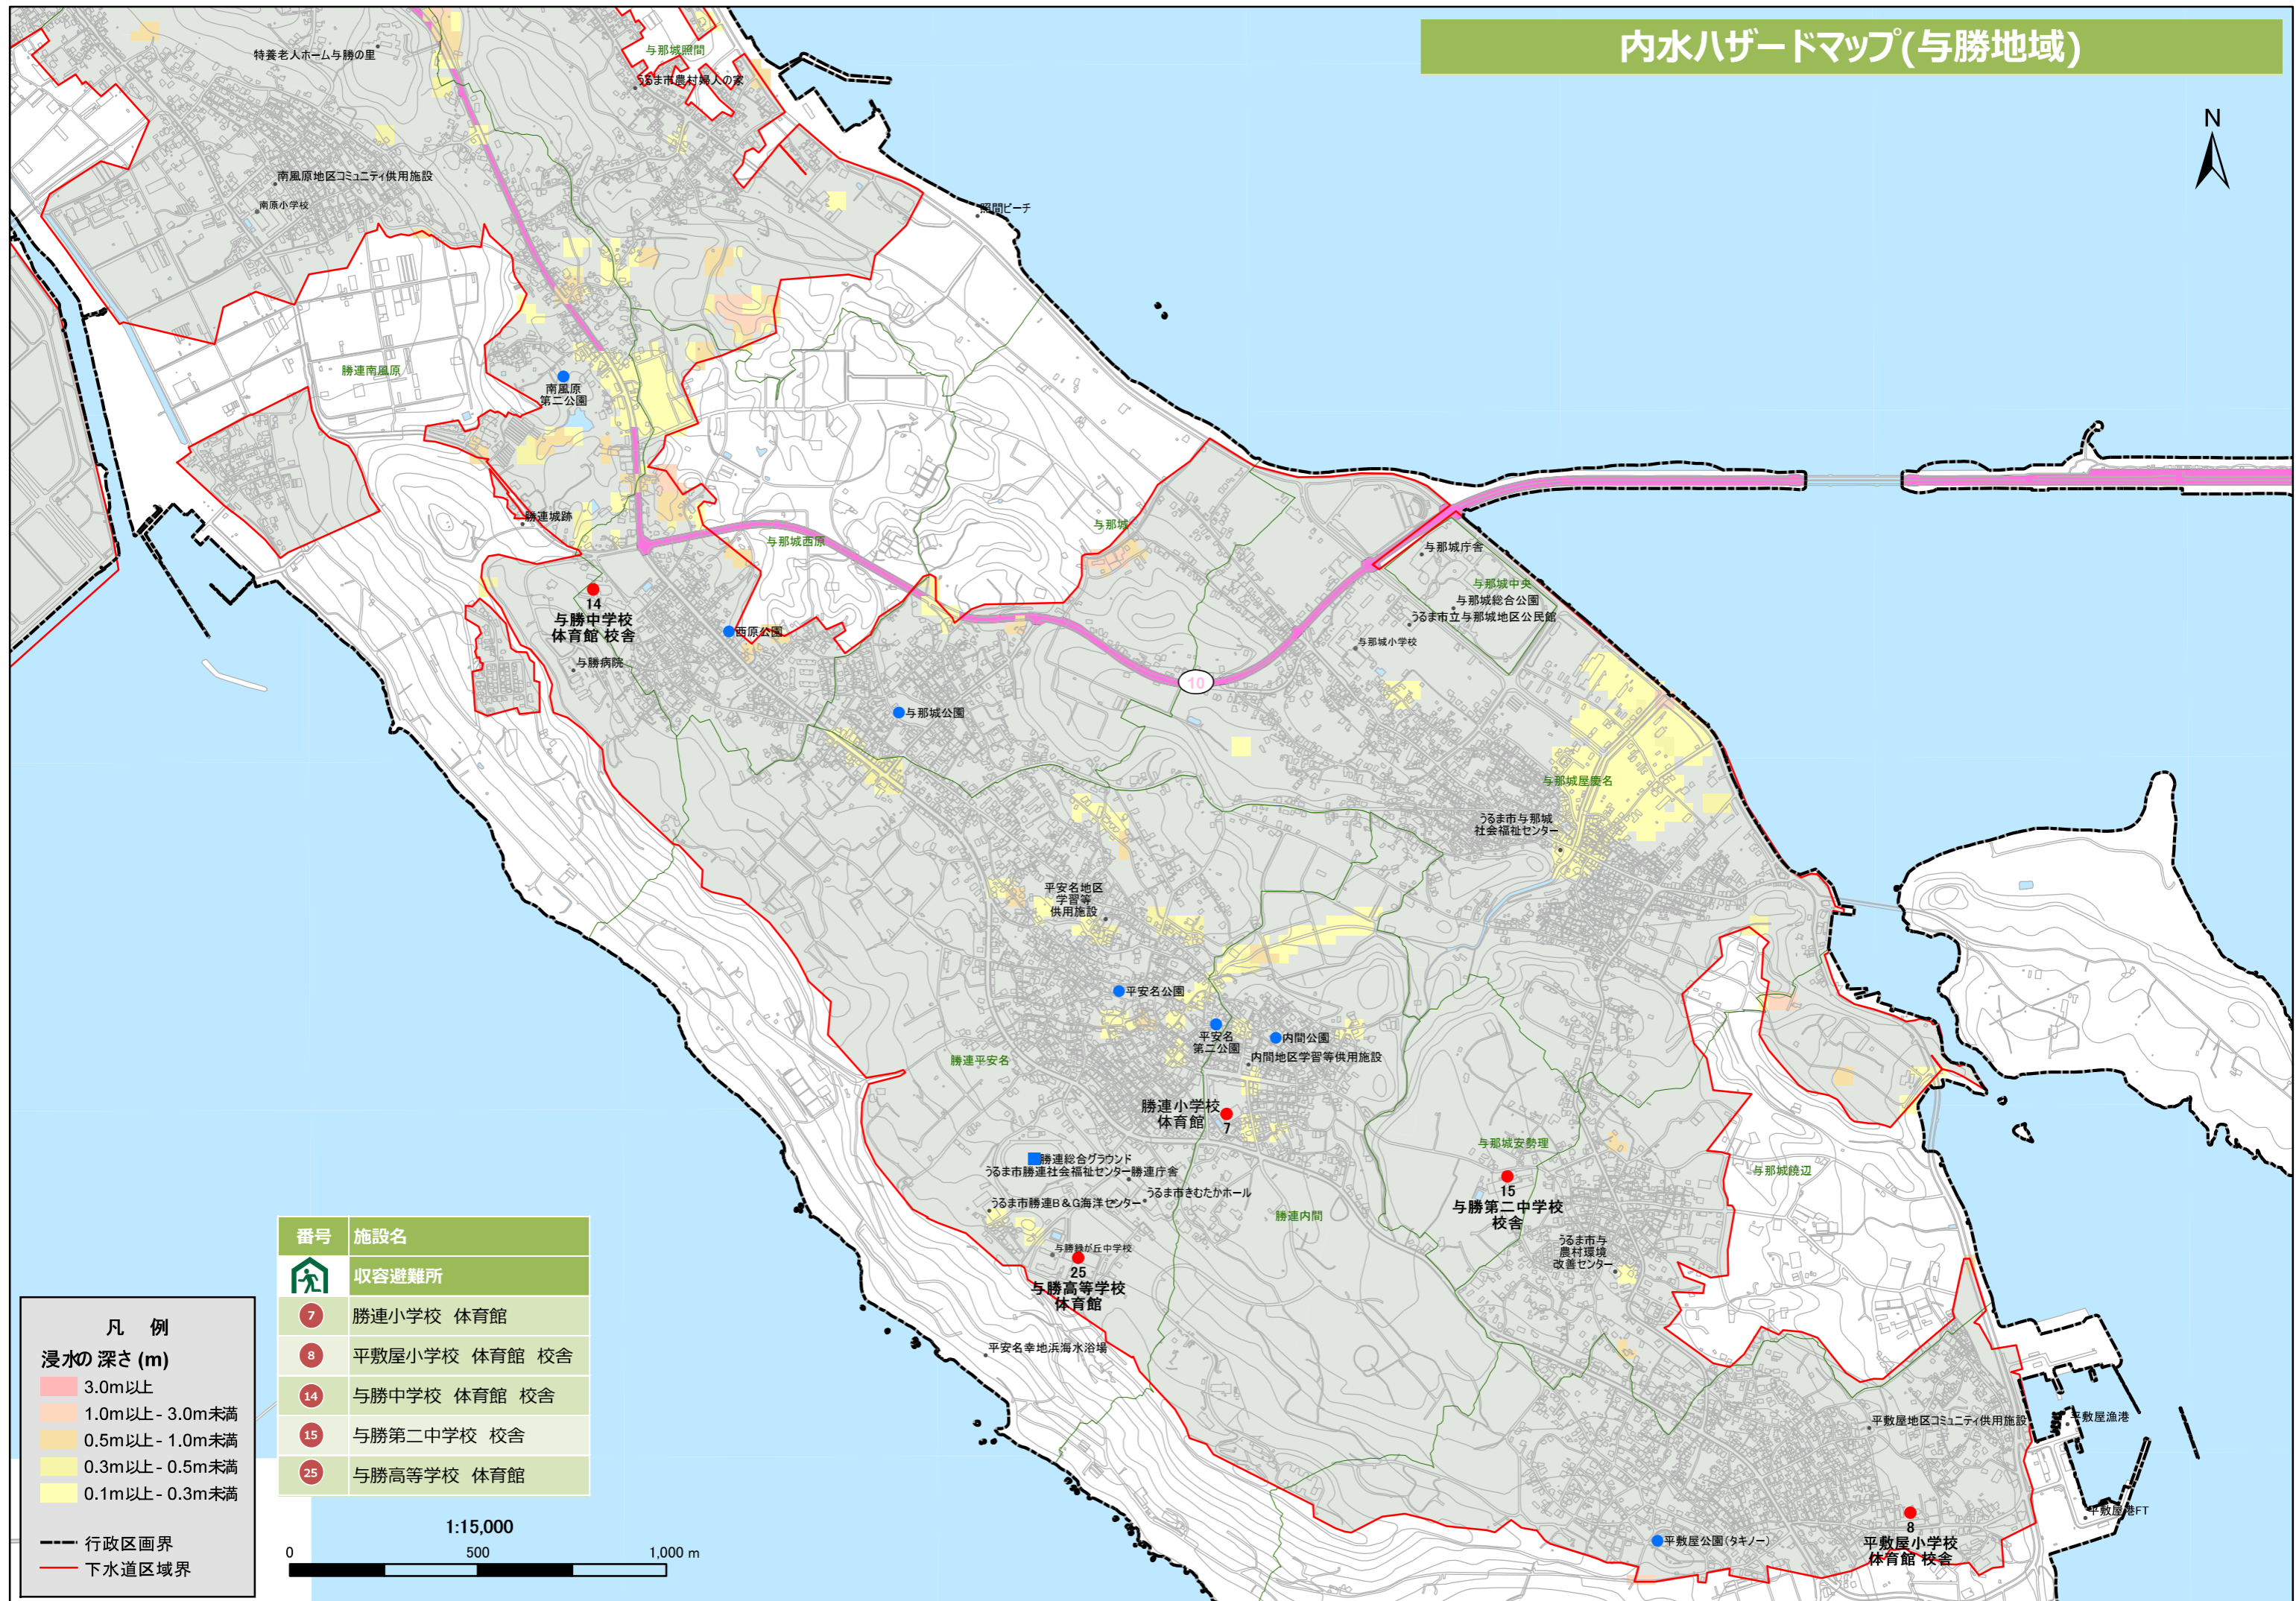 内水ハザードマップ(与勝地域)
N
特養老人ホーム与勝の里
与那城照間
うるま市農村婦人の家
南風原地区コミュニティ供用施設
南原小学校
照間ビーチ
勝連南風原
南風原
第二公園
勝連城跡
与那城西原
与那城
与那城庁舎
与那城中央
与那城総合公園
うるま市立与那城地区公民館
与那城小学校
14
与勝中学校
体育館 校舎
西原公園
与勝病院
10
与那城公園
与那城屋慶名
うるま市与那城
社会福祉センター
平安名地区
学習等
供用施設
平安名公園
平安名
第二公園
内間公園
内間地区学習等供用施設
勝連平安名
勝連小学校
体育館
7
勝連総合グラウンド
うるま市勝連社会福祉センター
勝連庁舎
うるま市勝連B&G海洋センター
うるま市きむたかホール
勝連内間
与那城安勢理
15
与勝第二中学校
校舎
与那城饒辺
うるま市与
農村環境
改善センター
与勝緑が丘中学校
25
与勝高等学校
体育館
平安名幸地浜海水浴場
平敷屋地区コミュニティ供用施設
平敷屋漁港
平敷屋港FT
平敷屋公園(タキノー)
8
平敷屋小学校
体育館 校舎
番号 施設名
収容避難所
7 勝連小学校 体育館
8 平敷屋小学校 体育館 校舎
14 与勝中学校 体育館 校舎
15 与勝第二中学校 校舎
25 与勝高等学校 体育館
凡 例
浸水の深さ(m)
3.0m以上
1.0m以上 - 3.0m未満
0.5m以上 - 1.0m未満
0.3m以上 - 0.5m未満
0.1m以上 - 0.3m未満
行政区画界
下水道区域界
1:15,000
0 500 1,000 m